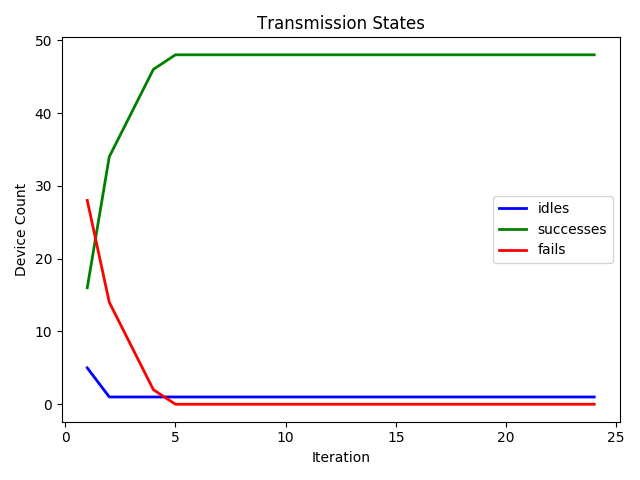 Transmission States
Device Count
50
40
30
20
10
0
idles
successes
fails
0 5 10 15 20 25
Iteration